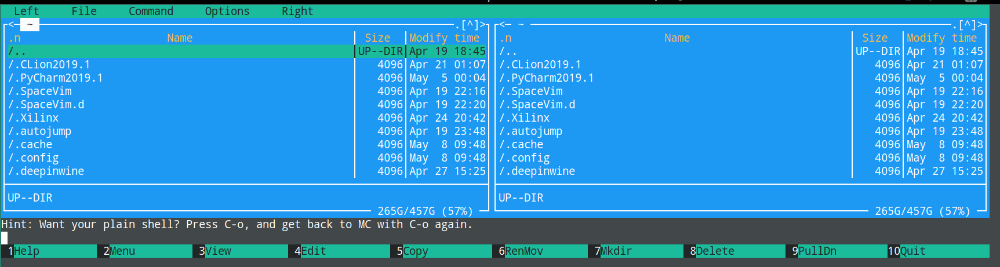 Left File Command Options Right
<─ ~ .[^]> <─ ~ .[^]>
.n Name Size Modify time .n Name Size Modify time
/.. UP--DIR Apr 19 18:45 /.. UP--DIR Apr 19 18:45
/.CLion2019.1 4096 Apr 21 01:07 /.CLion2019.1 4096 Apr 21 01:07
/.PyCharm2019.1 4096 May 5 00:04 /.PyCharm2019.1 4096 May 5 00:04
/.SpaceVim 4096 Apr 19 22:16 /.SpaceVim 4096 Apr 19 22:16
/.SpaceVim.d 4096 Apr 19 22:20 /.SpaceVim.d 4096 Apr 19 22:20
/.Xilinx 4096 Apr 24 20:42 /.Xilinx 4096 Apr 24 20:42
/.autojump 4096 Apr 19 23:48 /.autojump 4096 Apr 19 23:48
/.cache 4096 May 8 09:48 /.cache 4096 May 8 09:48
/.config 4096 May 8 09:48 /.config 4096 May 8 09:48
/.deepinwine 4096 Apr 27 15:25 /.deepinwine 4096 Apr 27 15:25
UP--DIR UP--DIR
265G/457G (57%) 265G/457G (57%)
Hint: Want your plain shell? Press C-o, and get back to MC with C-o again.
1Help 2Menu 3View 4Edit 5Copy 6RenMov 7Mkdir 8Delete 9PullDn 10Quit